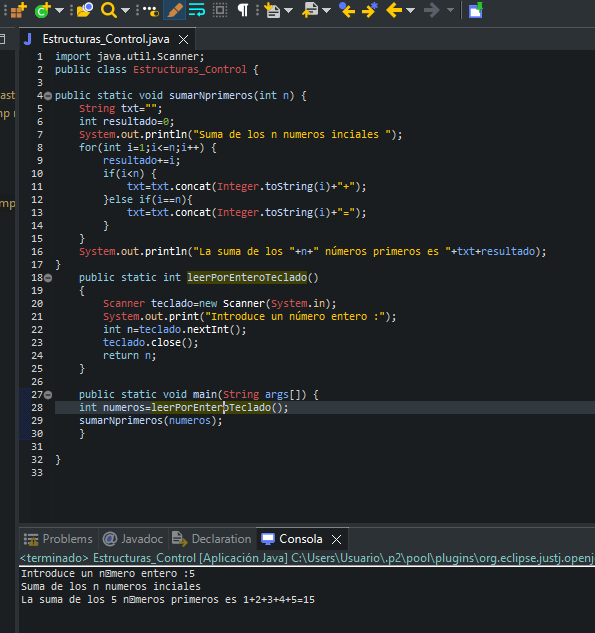 Estructuras_Control.java
ast
mp
1 import java.util.Scanner;
2 public class Estructuras_Control {
3
4 public static void sumarNprimeros(int n) {
5 String txt="";
6 int resultado=0;
7 System.out.println("Suma de los n numeros inciales ");
8 for(int i=1;i<=n;i++) {
9 resultado+=i;
10 if(i<n) {
11 txt=txt.concat(Integer.toString(i)+"+");
12 }else if(i==n){
13 txt=txt.concat(Integer.toString(i)+"=");
14 }
15 }
16 System.out.println("La suma de los "+n+" números primeros es "+txt+resultado);
17 }
18 public static int leerPorEnteroTeclado()
19 {
20 Scanner teclado=new Scanner(System.in);
21 System.out.print("Introduce un número entero :");
22 int n=teclado.nextInt();
23 teclado.close();
24 return n;
25 }
26
27 public static void main(String args[]) {
28 int numeros=leerPorEnteroTeclado();
29 sumarNprimeros(numeros);
30 }
31
32 }
33
Problems Javadoc Declaration Consola
<terminado> Estructuras_Control [Aplicación Java] C:\Users\Usuario\.p2\pool\plugins\org.eclipse.justj.openj
Introduce un n�mero entero :5
Suma de los n numeros inciales
La suma de los 5 n�meros primeros es 1+2+3+4+5=15